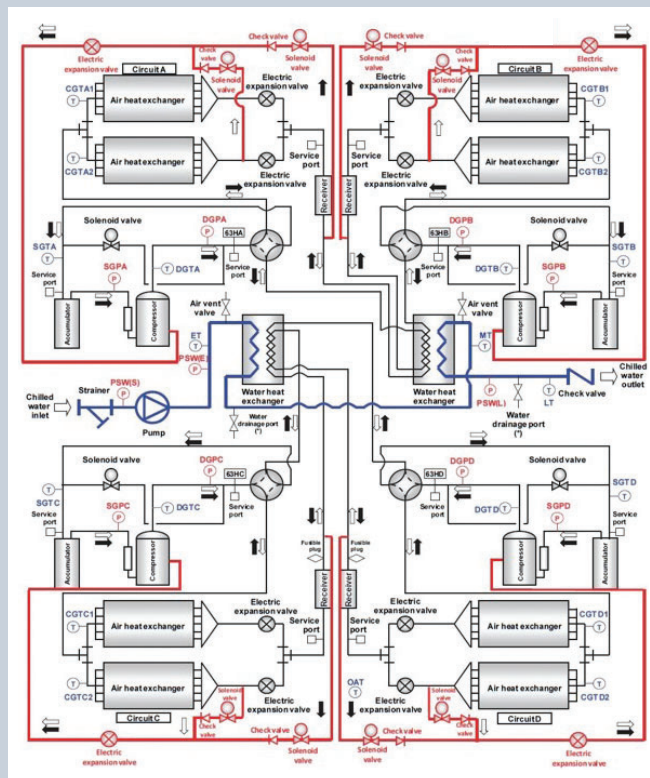 Electric
expansion valve
Circuit A
Check
valve
Solenoid
valve
Check valve
Solenoid
valve
Electric
expansion valve
Solenoid
valve
Check valve
Check
valve
Solenoid
valve
Circuit B
Electric
expansion valve
Electric
expansion valve
CGTA1
T
Air heat exchanger
CGTA2
T
Air heat exchanger
Electric
expansion valve
Service
port
Receiver
Receiver
Service
port
Electric
expansion valve
Air heat exchanger
CGTB1
T
Air heat exchanger
CGTB2
T
Solenoid valve
DGPA
P
63HA
SGTA
T
Service
port
SGPA
P
DGTA
T
Service
port
Accumulator
Compressor
DGPB
P
63HB
Solenoid valve
Service
port
DGTB
T
SGPB
P
SGTB
T
Service
port
Compressor
Accumulator
Air vent
valve
Air vent
valve
ET
T
PSW(E)
P
MT
T
Water heat
exchanger
Water heat
exchanger
Chilled
water
inlet
Strainer
PSW(S)
P
Pump
Water
drainage port
(*)
PSW(L)
P
Water
drainage port
(*)
LT
T
Check valve
Chilled
water
outlet
Solenoid valve
DGPC
P
63HC
SGTC
T
Service
port
SGPC
P
DGTC
T
Service
port
Accumulator
Compressor
DGPD
P
63HD
Solenoid valve
Service
port
DGTD
T
SGPD
P
SGTD
T
Service
port
Compressor
Accumulator
Fusible
plug
Fusible
plug
Receiver
Receiver
CGTC1
T
Air heat exchanger
Electric
expansion valve
Service
port
Service
port
Electric
expansion valve
Air heat exchanger
CGTD1
T
CGTC2
T
Air heat exchanger
Electric
expansion valve
OAT
T
Electric
expansion valve
Air heat exchanger
CGTD2
T
Circuit C
Solenoid
valve
Check
valve
Check valve
Solenoid
valve
Electric
expansion valve
Solenoid
valve
Check valve
Solenoid
valve
Check
valve
Circuit D
Electric
expansion valve